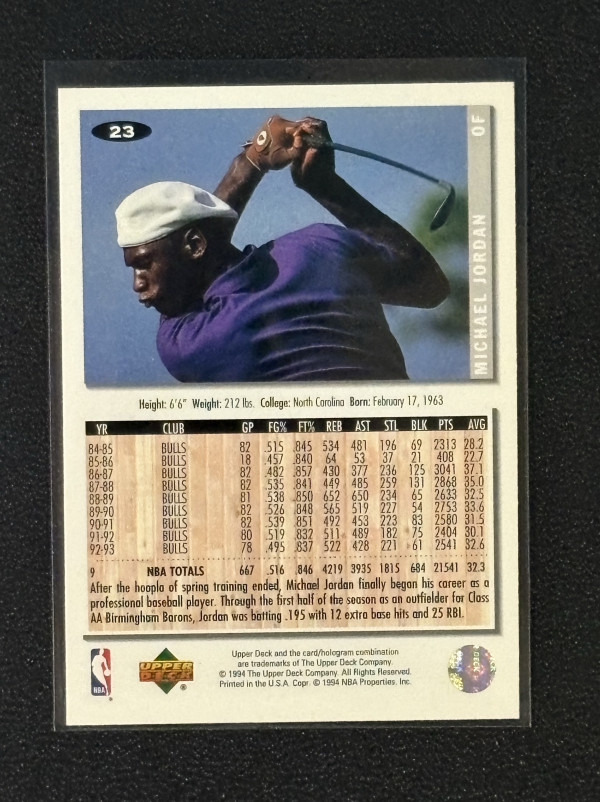 23
MICHAEL JORDAN OF
Height: 6'6" Weight: 212 lbs. College: North Carolina Born: February 17, 1963
YR CLUB GP FG% FT% REB AST STL BLK PTS AVG
84-85 BULLS 82 .515 .845 534 481 196 69 2313 28.2
85-86 BULLS 18 .457 .840 64 53 37 21 408 22.7
86-87 BULLS 82 .482 .857 430 377 236 125 3041 37.1
87-88 BULLS 82 .535 .841 449 485 259 131 2868 35.0
88-89 BULLS 81 .538 .850 652 650 234 65 2633 32.5
89-90 BULLS 82 .526 .848 565 519 227 54 2753 33.6
90-91 BULLS 82 .539 .851 492 453 223 83 2580 31.5
91-92 BULLS 80 .519 .832 511 489 182 75 2404 30.1
92-93 BULLS 78 .495 .837 522 428 221 61 2541 32.6
9 NBA TOTALS 667 .516 .846 4219 3935 1815 684 21541 32.3
After the hoopla of spring training ended, Michael Jordan finally began his career as a
professional baseball player. Through the first half of the season as an outfielder for Class
AA Birmingham Barons, Jordan was batting .195 with 12 extra base hits and 25 RBI.
Upper Deck and the card/hologram combination
are trademarks of The Upper Deck Company.
© 1994 The Upper Deck Company. All Rights Reserved.
Printed in the U.S.A. Copr. © 1994 NBA Properties, Inc.
NBA ®
UPPER DECK ®